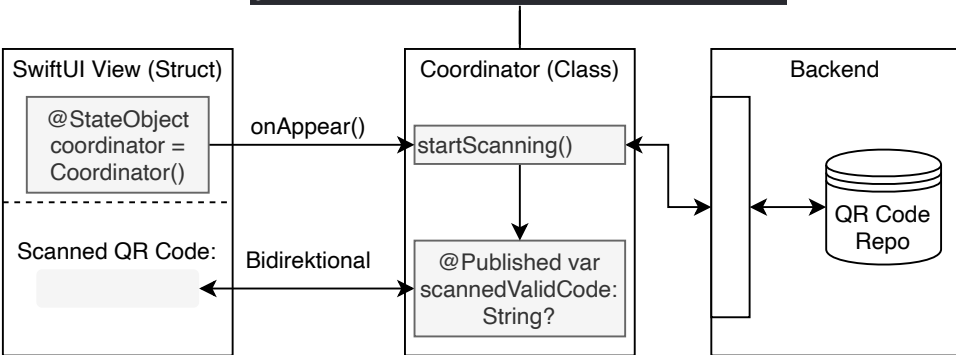 SwiftUI View (Struct)
@StateObject
coordinator =
Coordinator()
Scanned QR Code:
onAppear()
Bidirektional
Coordinator (Class)
startScanning()
@Published var
scannedValidCode:
String?
Backend
QR Code
Repo